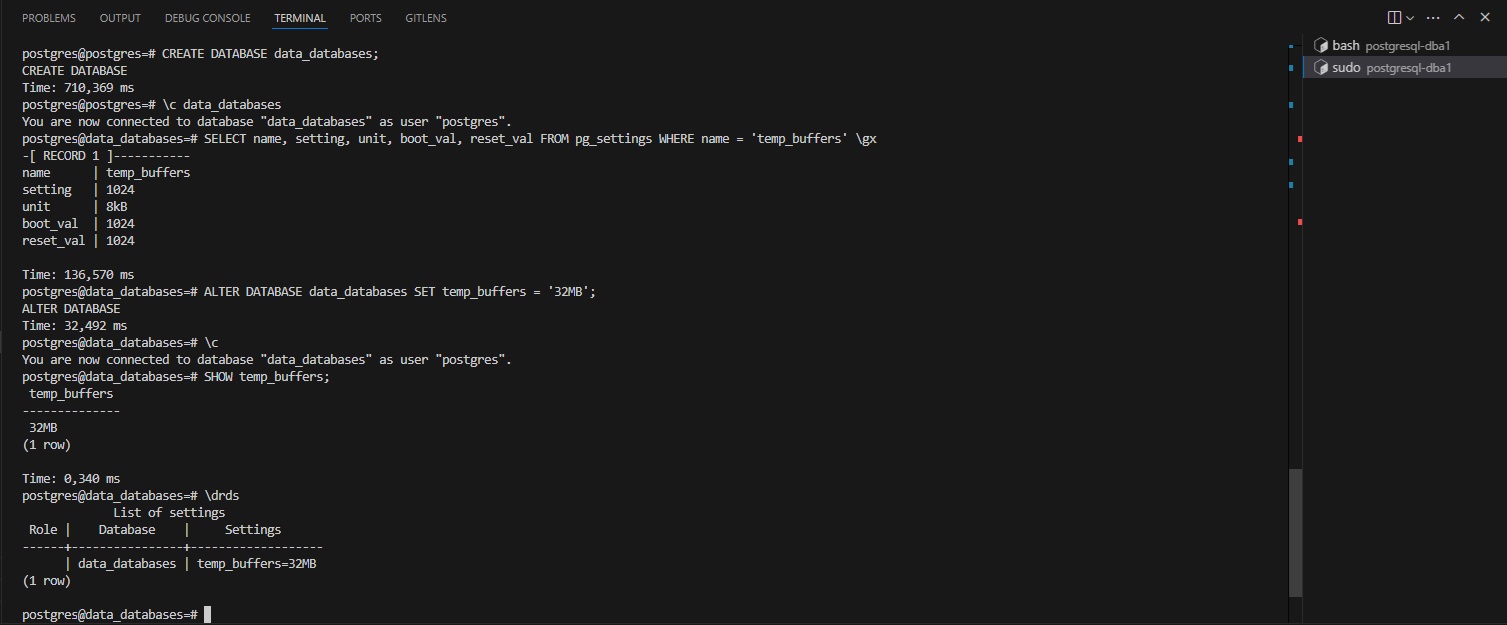 PROBLEMS OUTPUT DEBUG CONSOLE TERMINAL PORTS GITLENS
postgres@postgres=# CREATE DATABASE data_databases;
CREATE DATABASE
Time: 710,369 ms
postgres@postgres=# \c data_databases
You are now connected to database "data_databases" as user "postgres".
postgres@data_databases=# SELECT name, setting, unit, boot_val, reset_val FROM pg_settings WHERE name = 'temp_buffers' \gx
-[ RECORD 1 ]-----------
name      | temp_buffers
setting   | 1024
unit      | 8kB
boot_val  | 1024
reset_val | 1024
Time: 136,570 ms
postgres@data_databases=# ALTER DATABASE data_databases SET temp_buffers = '32MB';
ALTER DATABASE
Time: 32,492 ms
postgres@data_databases=# \c
You are now connected to database "data_databases" as user "postgres".
postgres@data_databases=# SHOW temp_buffers;
 temp_buffers
--------------
 32MB
(1 row)
Time: 0,340 ms
postgres@data_databases=# \drds
             List of settings
 Role |    Database    |     Settings
------+----------------+-------------------
      | data_databases | temp_buffers=32MB
(1 row)
postgres@data_databases=#
bash postgresql-dba1
sudo postgresql-dba1